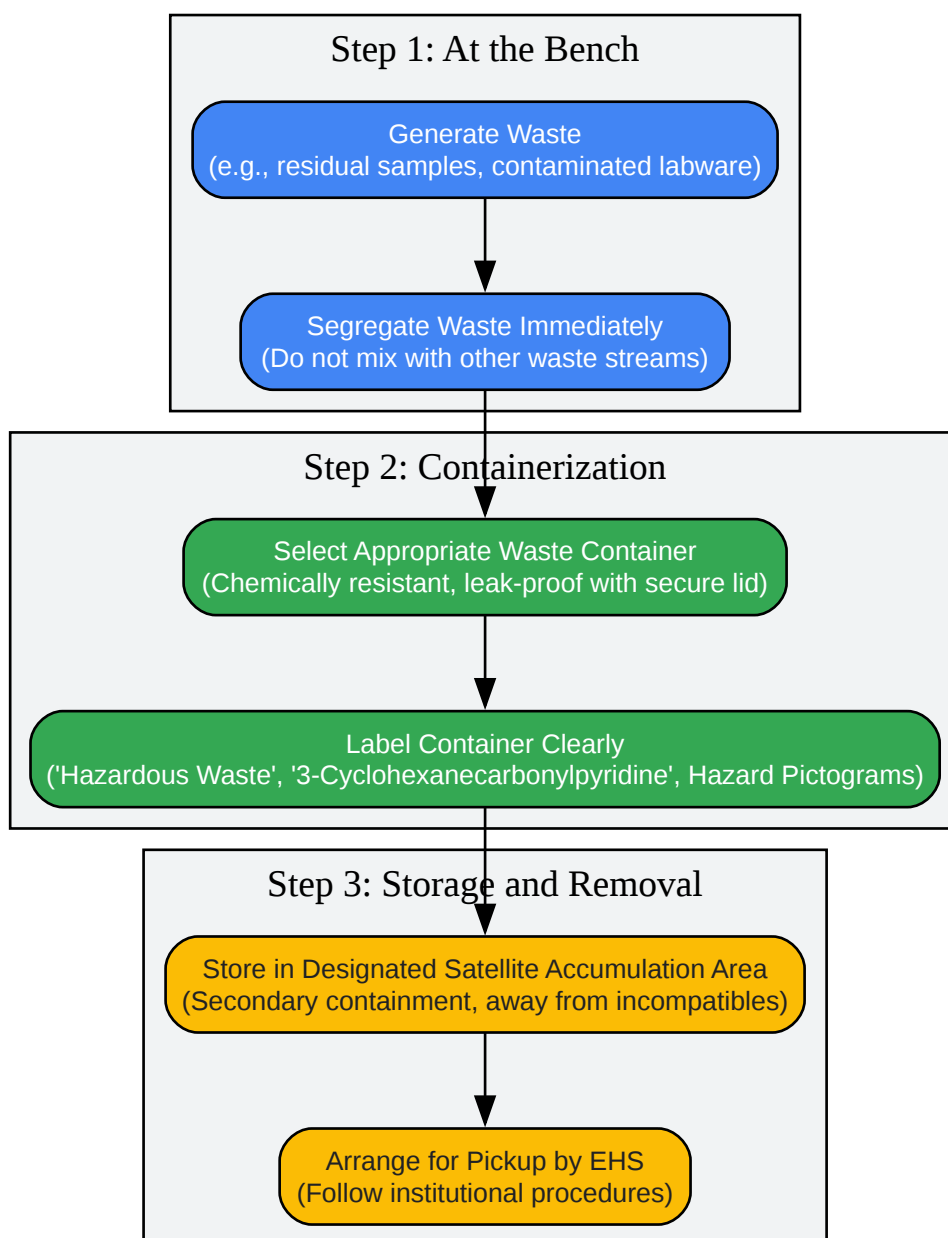 Step 1: At the Bench
Generate Waste
(e.g., residual samples, contaminated labware)
Segregate Waste Immediately
(Do not mix with other waste streams)
Step 2: Containerization
Select Appropriate Waste Container
(Chemically resistant, leak-proof with secure lid)
Label Container Clearly
('Hazardous Waste', '3-Cyclohexanecarbonylpyridine', Hazard Pictograms)
Step 3: Storage and Removal
Store in Designated Satellite Accumulation Area
(Secondary containment, away from incompatibles)
Arrange for Pickup by EHS
(Follow institutional procedures)